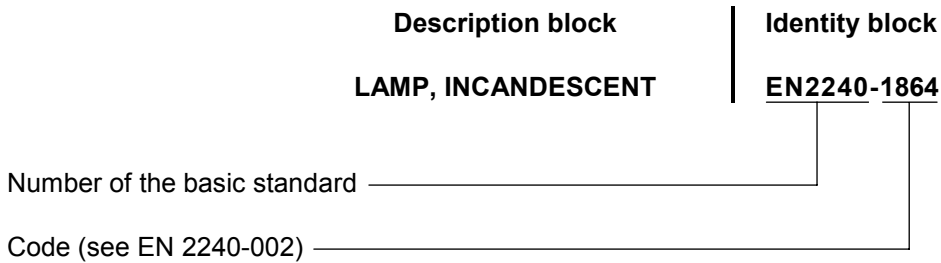 Description block Identity block
LAMP, INCANDESCENT EN2240-1864
Number of the basic standard
Code (see EN 2240-002)